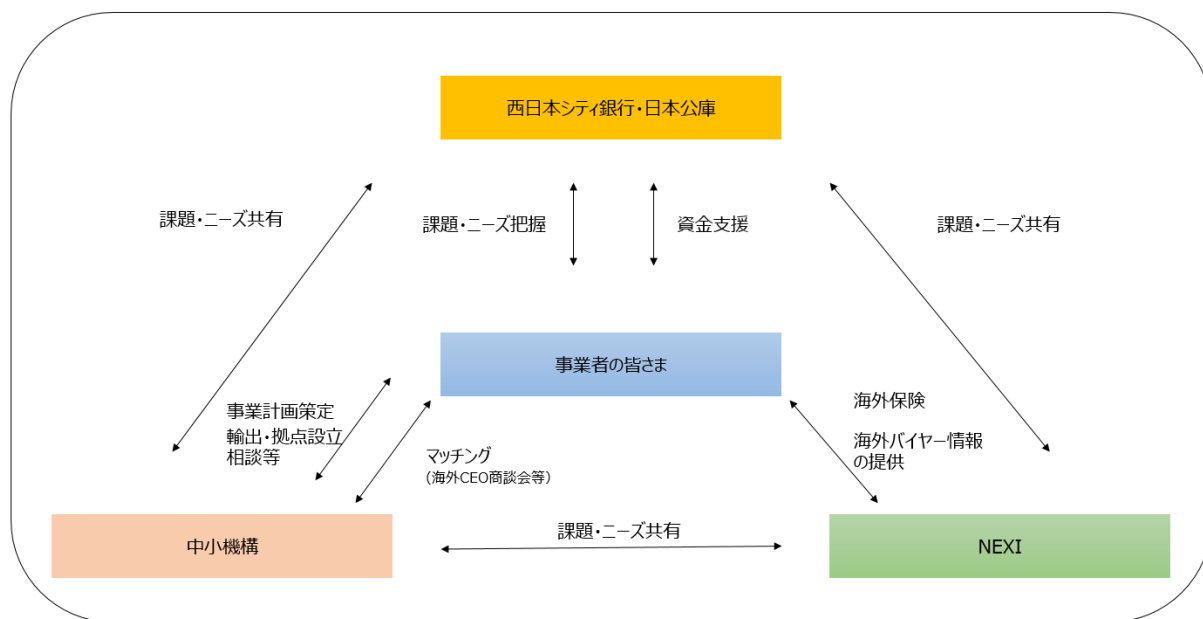 西日本シティ銀行・日本公庫
課題・ニーズ共有
課題・ニーズ把握
資金支援
課題・ニーズ共有
事業者の皆さま
事業計画策定
輸出・拠点設立
相談等
マッチング
(海外CEO商談会等)
海外保険
海外バイヤー情報
の提供
中小機構
課題・ニーズ共有
NEXI